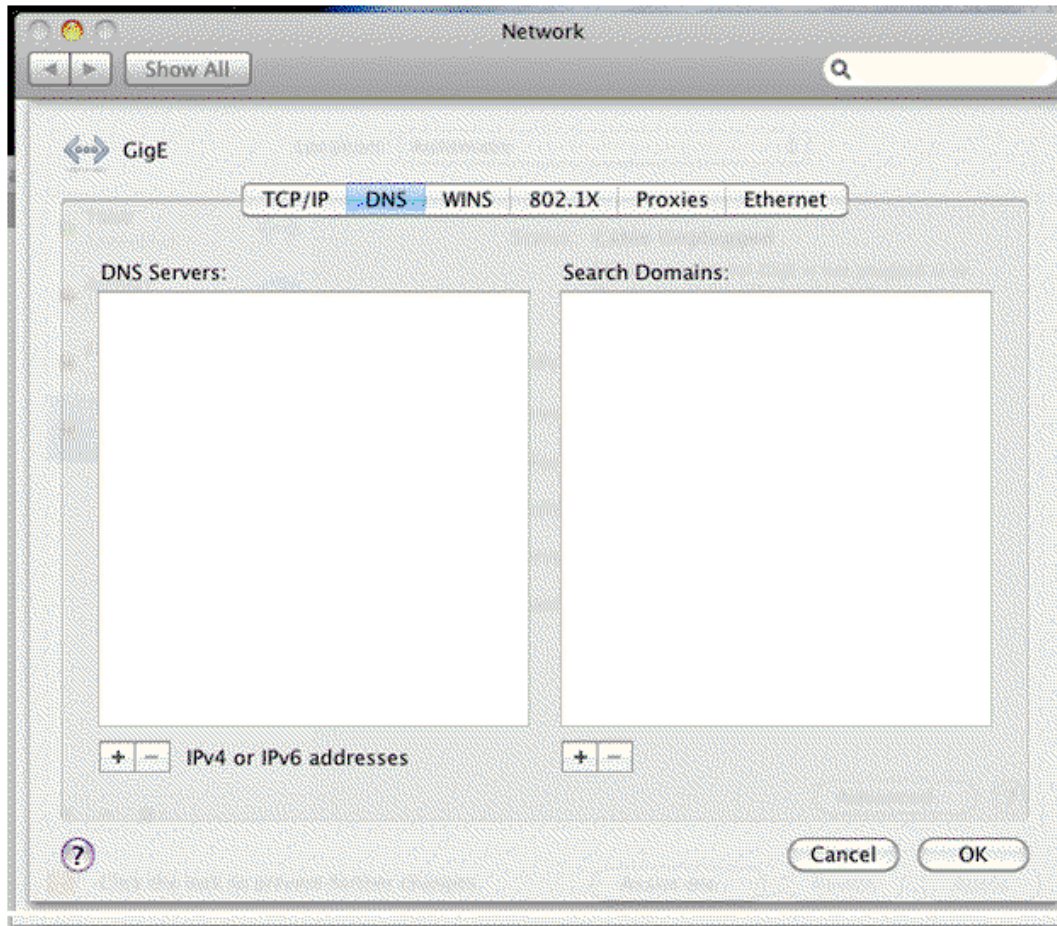 Network
Show All
GigE
TCP/IP DNS WINS 802.1X Proxies Ethernet
DNS Servers: Search Domains:
+ − IPv4 or IPv6 addresses + −
? Cancel OK